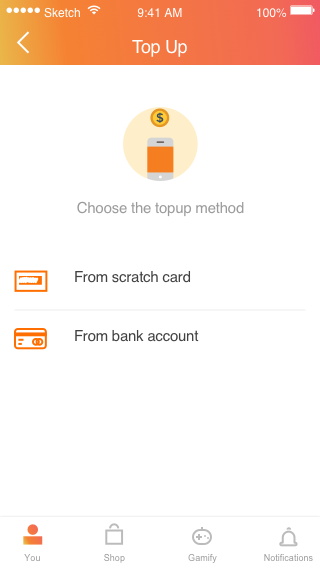 Sketch 9:41 AM 100%
Top Up
$
Choose the topup method
From scratch card
From bank account
You Shop Gamify Notifications